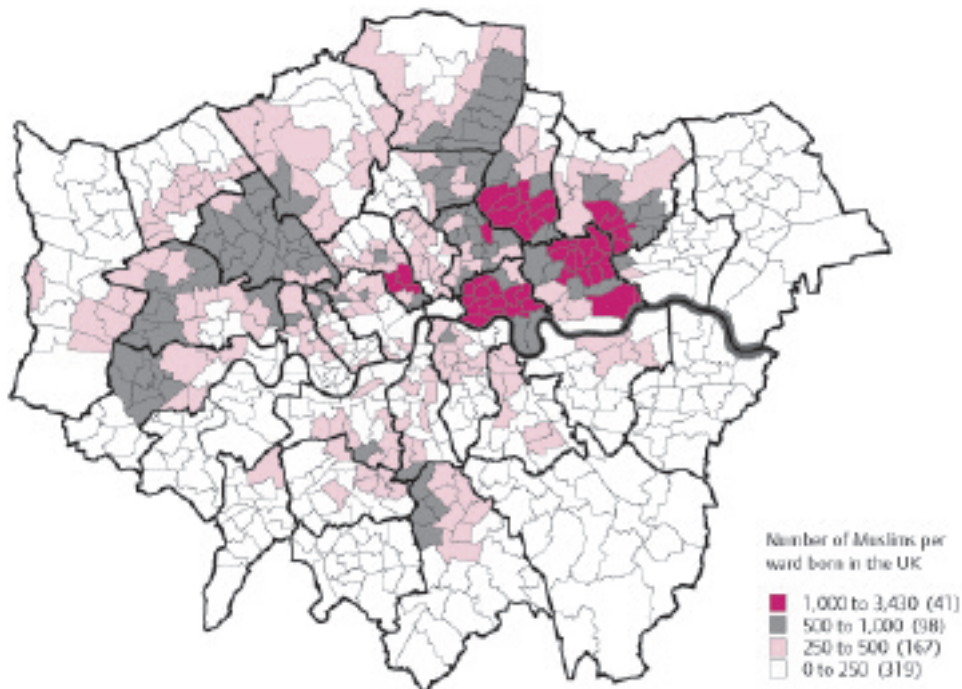 Number of Muslims per
ward born in the UK
1,000 to 3,430 (41)
500 to 1,000 (98)
250 to 500 (167)
0 to 250 (319)